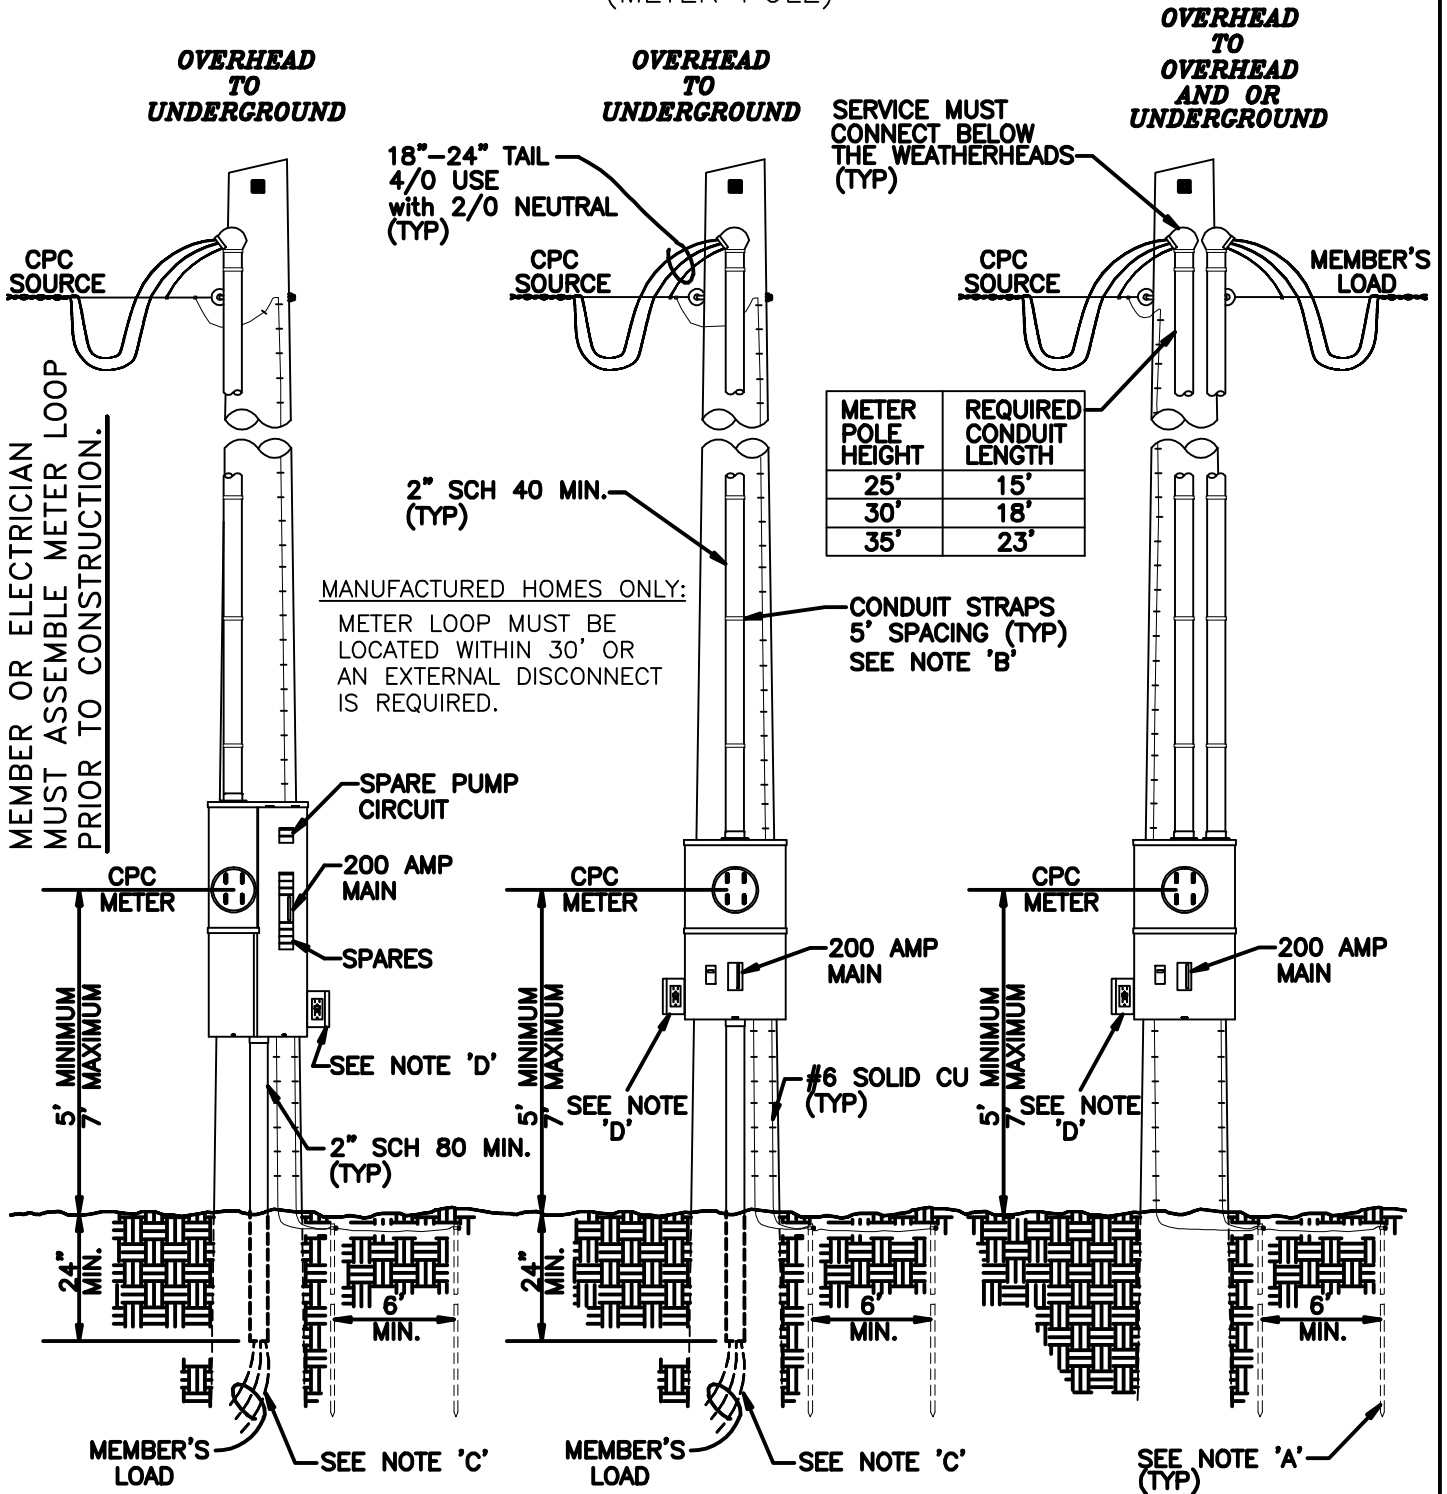 (METER POLE)
OVERHEAD
TO
UNDERGROUND
OVERHEAD
TO
UNDERGROUND
OVERHEAD
TO
OVERHEAD
AND OR
UNDERGROUND
18"-24" TAIL
4/0 USE
with 2/0 NEUTRAL
(TYP)
SERVICE MUST
CONNECT BELOW
THE WEATHERHEADS
(TYP)
CPC
SOURCE
CPC
SOURCE
CPC
SOURCE
MEMBER'S
LOAD
MEMBER OR ELECTRICIAN
MUST ASSEMBLE METER LOOP
PRIOR TO CONSTRUCTION.
METER POLE HEIGHT REQUIRED CONDUIT LENGTH
25' 15'
30' 18'
35' 23'
2" SCH 40 MIN.
(TYP)
MANUFACTURED HOMES ONLY:
METER LOOP MUST BE
LOCATED WITHIN 30' OR
AN EXTERNAL DISCONNECT
IS REQUIRED.
CONDUIT STRAPS
5' SPACING (TYP)
SEE NOTE 'B'
SPARE PUMP
CIRCUIT
200 AMP
MAIN
SPARES
CPC
METER
CPC
METER
CPC
METER
200 AMP
MAIN
200 AMP
MAIN
5' MINIMUM
7' MAXIMUM
5' MINIMUM
7' MAXIMUM
5' MINIMUM
7' MAXIMUM
SEE NOTE 'D'
SEE NOTE
'D'
SEE NOTE
'D'
#6 SOLID CU
(TYP)
2" SCH 80 MIN.
(TYP)
24"
MIN.
24"
MIN.
6'
MIN.
6'
MIN.
6'
MIN.
MEMBER'S
LOAD
SEE NOTE 'C'
MEMBER'S
LOAD
SEE NOTE 'C'
SEE NOTE 'A'
(TYP)